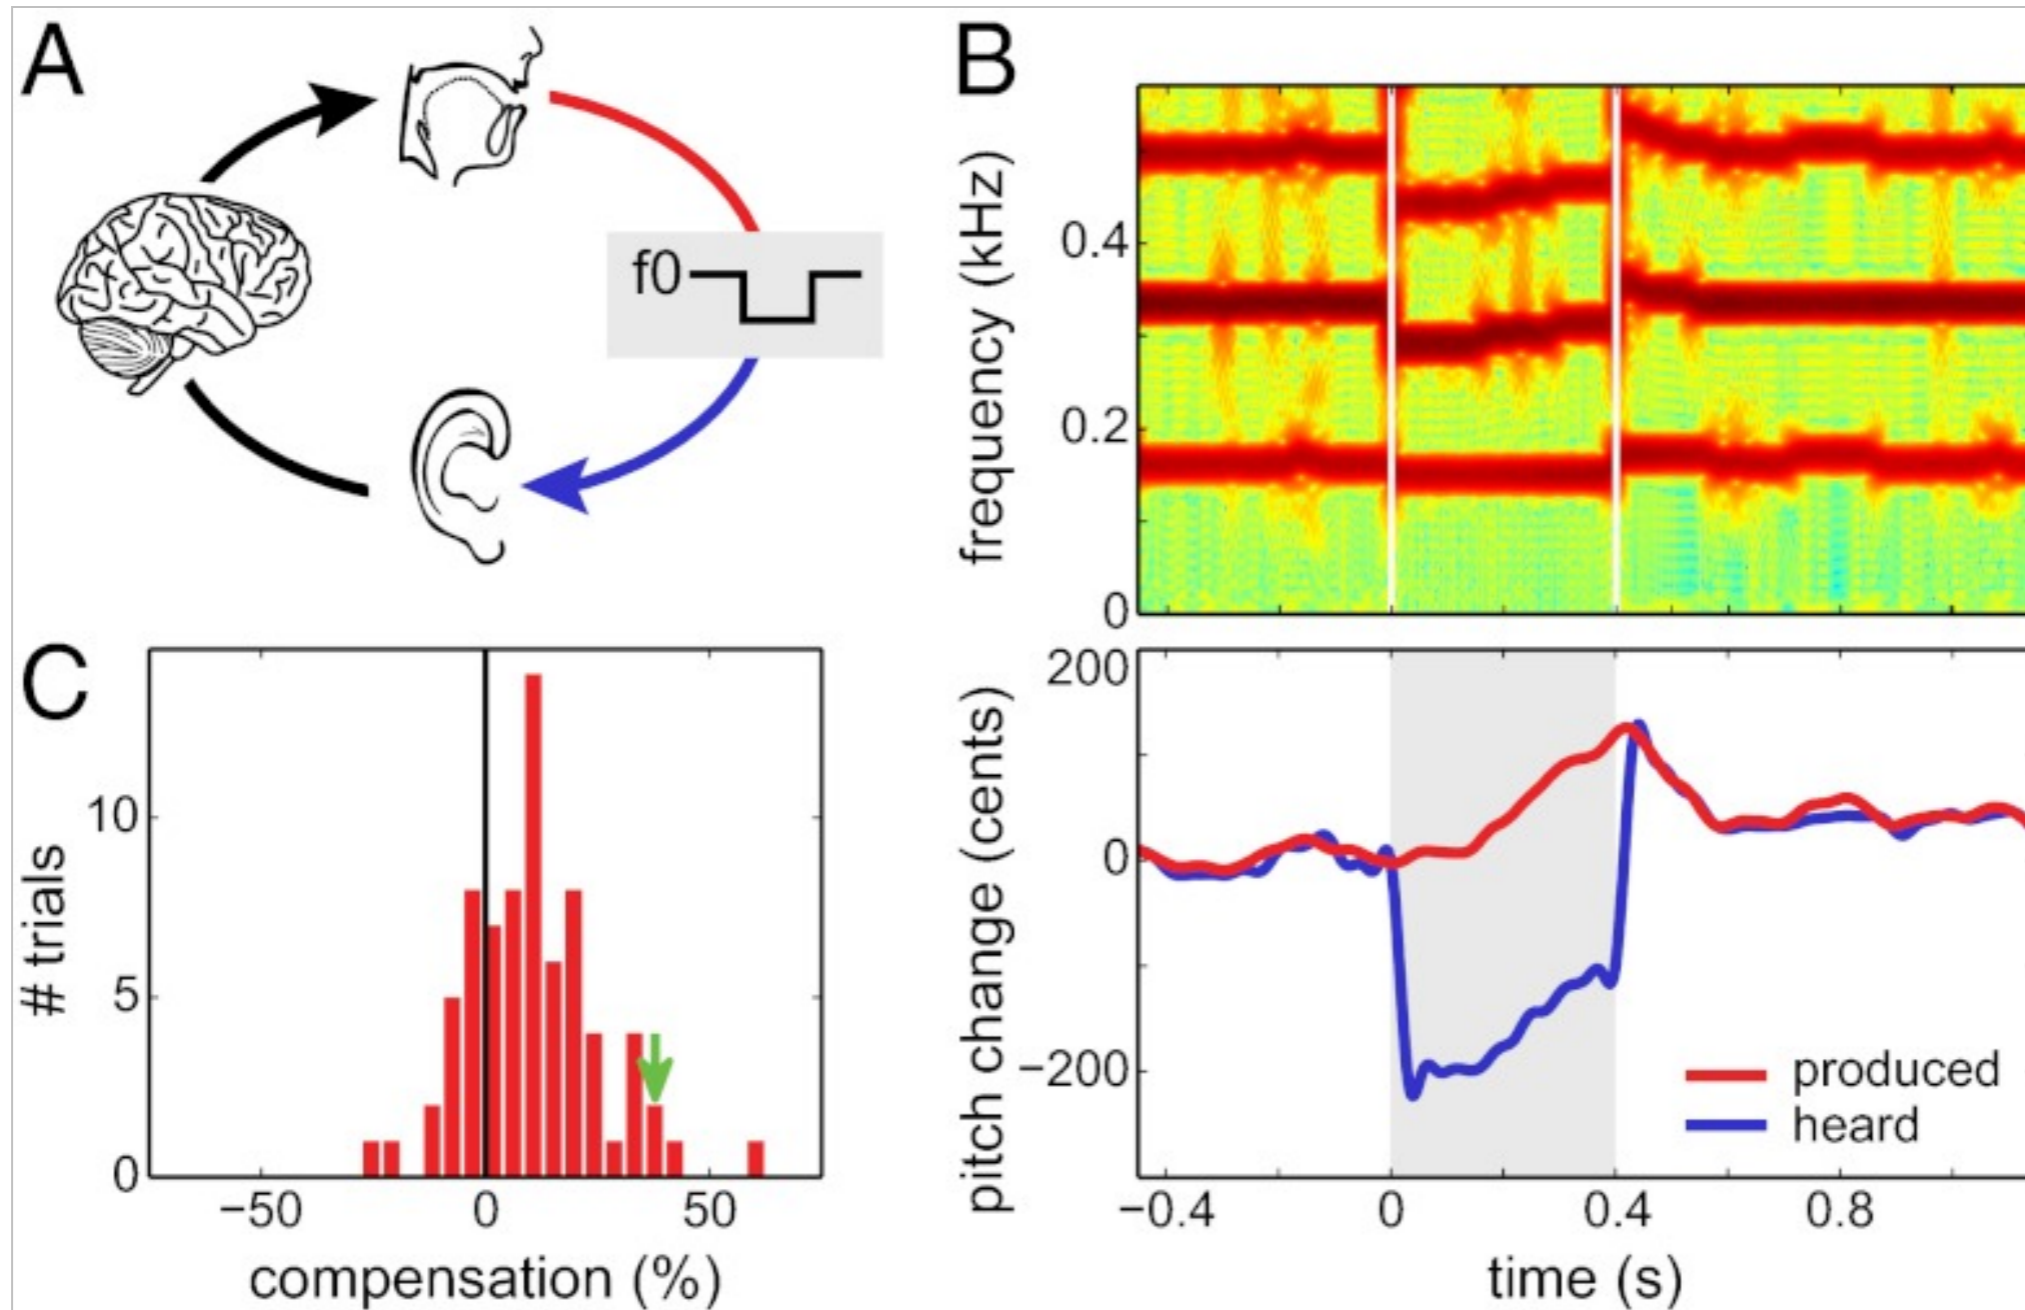 A
f0
B
frequency (kHz)
0.4
0.2
0
C
# trials
10
5
0
−50
0
50
compensation (%)
pitch change (cents)
200
0
−200
produced
heard
−0.4
0
0.4
0.8
time (s)